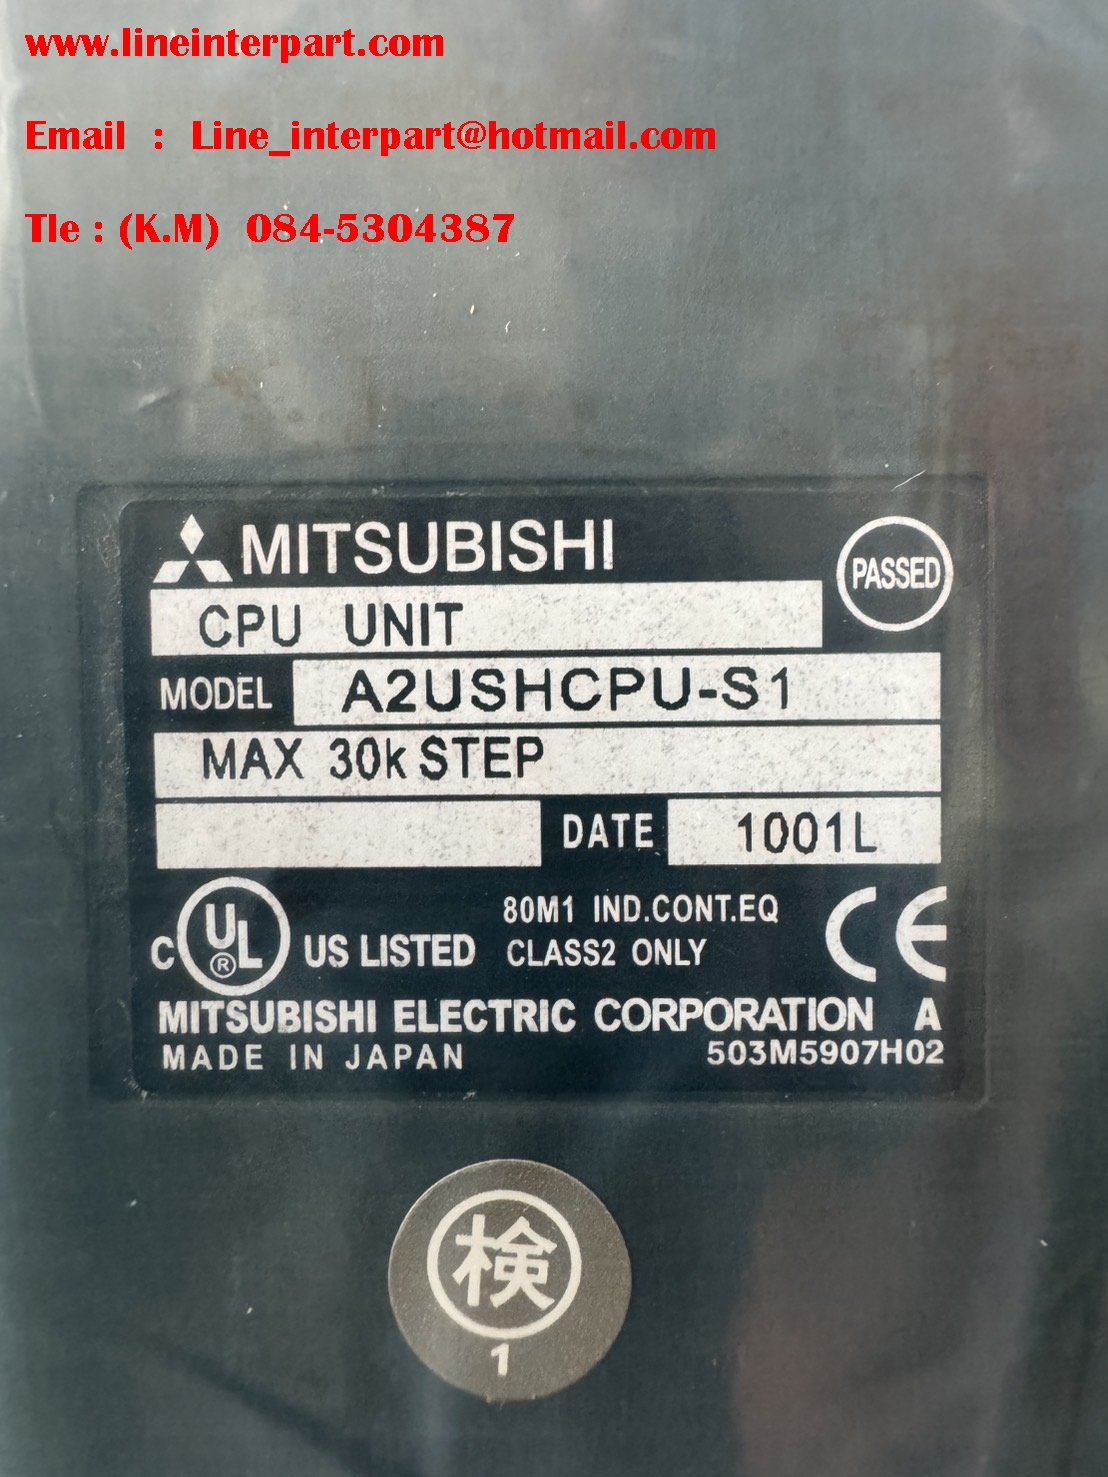 www.lineinterpart.com
Email : Line_interpart@hotmail.com
Tle : (K.M) 084-5304387
MITSUBISHI
PASSED
CPU UNIT
MODEL A2USHCPU-S1
MAX 30k STEP
DATE 1001L
C UL ® US LISTED
80M1 IND.CONT.EQ
CLASS2 ONLY
CE
MITSUBISHI ELECTRIC CORPORATION A
MADE IN JAPAN 503M5907H02
検
1